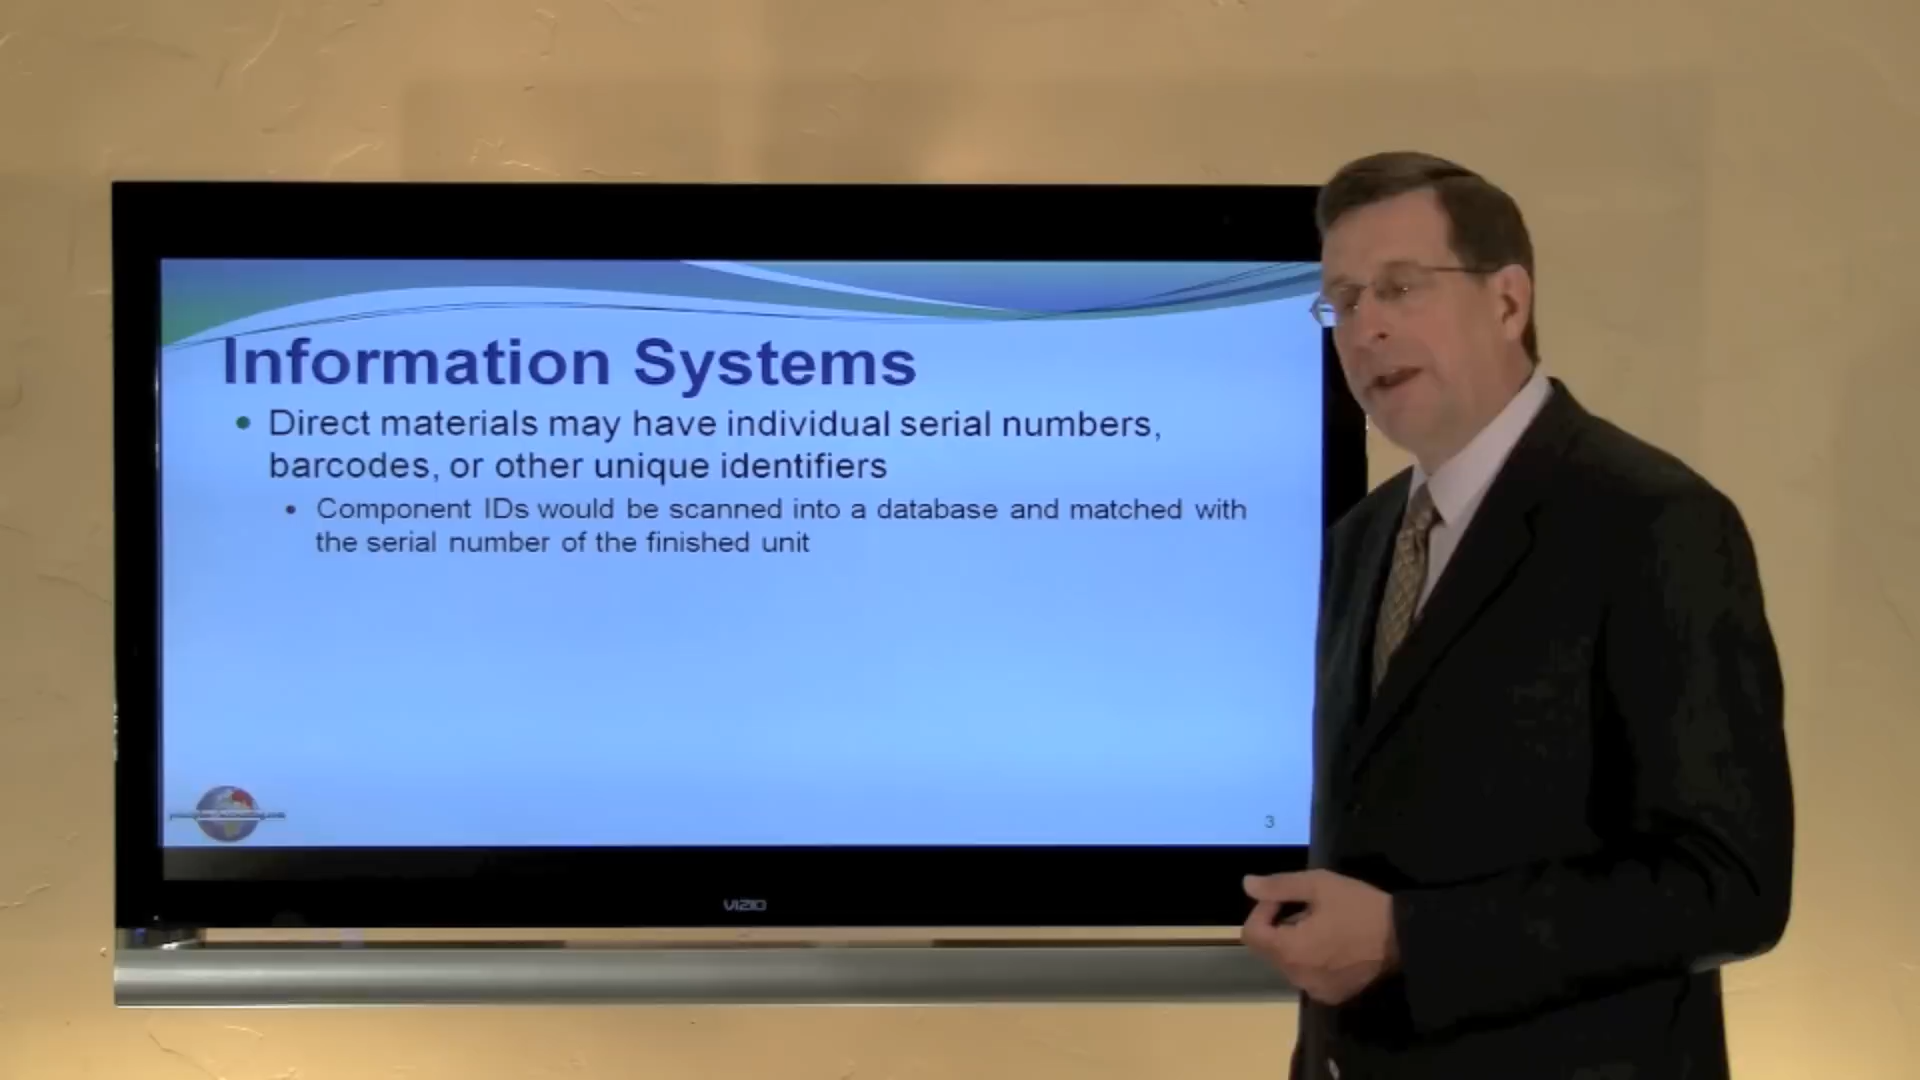 Information Systems
• Direct materials may have individual serial numbers,
barcodes, or other unique identifiers
• Component IDs would be scanned into a database and matched with
the serial number of the finished unit
3
VIZIO